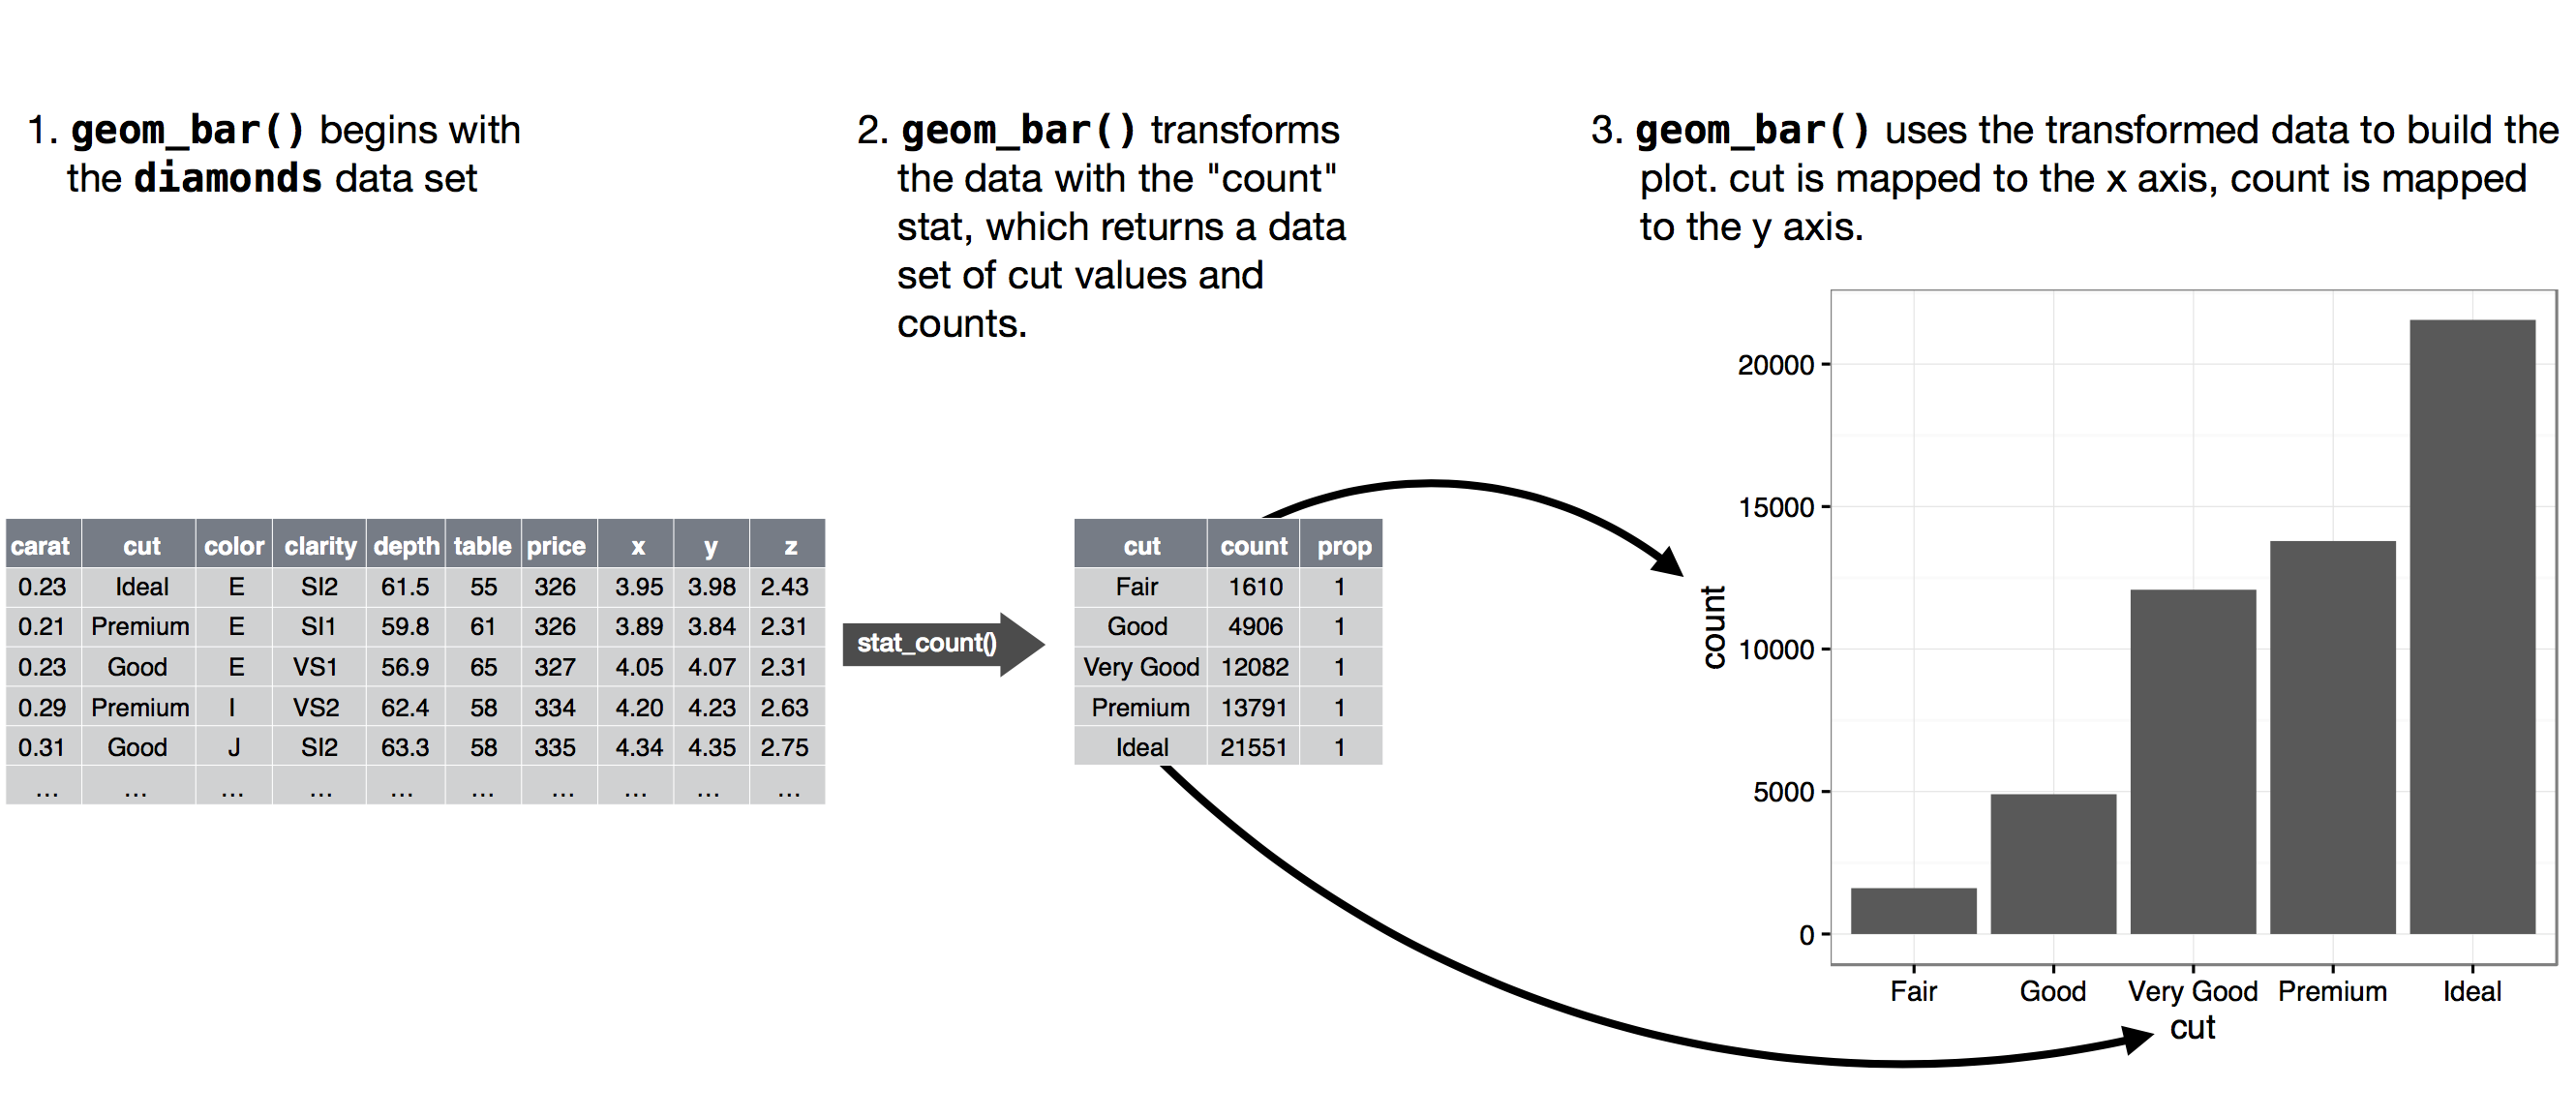 1. geom_bar() begins with
the diamonds data set
2. geom_bar() transforms
the data with the "count"
stat, which returns a data
set of cut values and
counts.
3. geom_bar() uses the transformed data to build the
plot. cut is mapped to the x axis, count is mapped
to the y axis.
carat cut color clarity depth table price x y z
0.23 Ideal E SI2 61.5 55 326 3.95 3.98 2.43
0.21 Premium E SI1 59.8 61 326 3.89 3.84 2.31
0.23 Good E VS1 56.9 65 327 4.05 4.07 2.31
0.29 Premium I VS2 62.4 58 334 4.20 4.23 2.63
0.31 Good J SI2 63.3 58 335 4.34 4.35 2.75
... ... ... ... ... ... ... ... ... ...
stat_count()
cut count prop
Fair 1610 1
Good 4906 1
Very Good 12082 1
Premium 13791 1
Ideal 21551 1
count
20000
15000
10000
5000
0
Fair Good Very Good Premium Ideal
cut